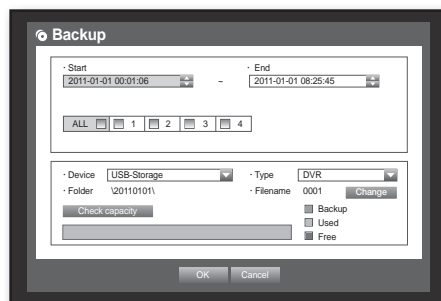 Backup
· Start
· End
2011-01-01 00:01:06
~
2011-01-01 08:25:45
ALL 1 2 3 4
· Device USB-Storage
· Type DVR
· Folder \20110101\
· Filename 0001 Change
Check capacity
Backup
Used
Free
OK Cancel